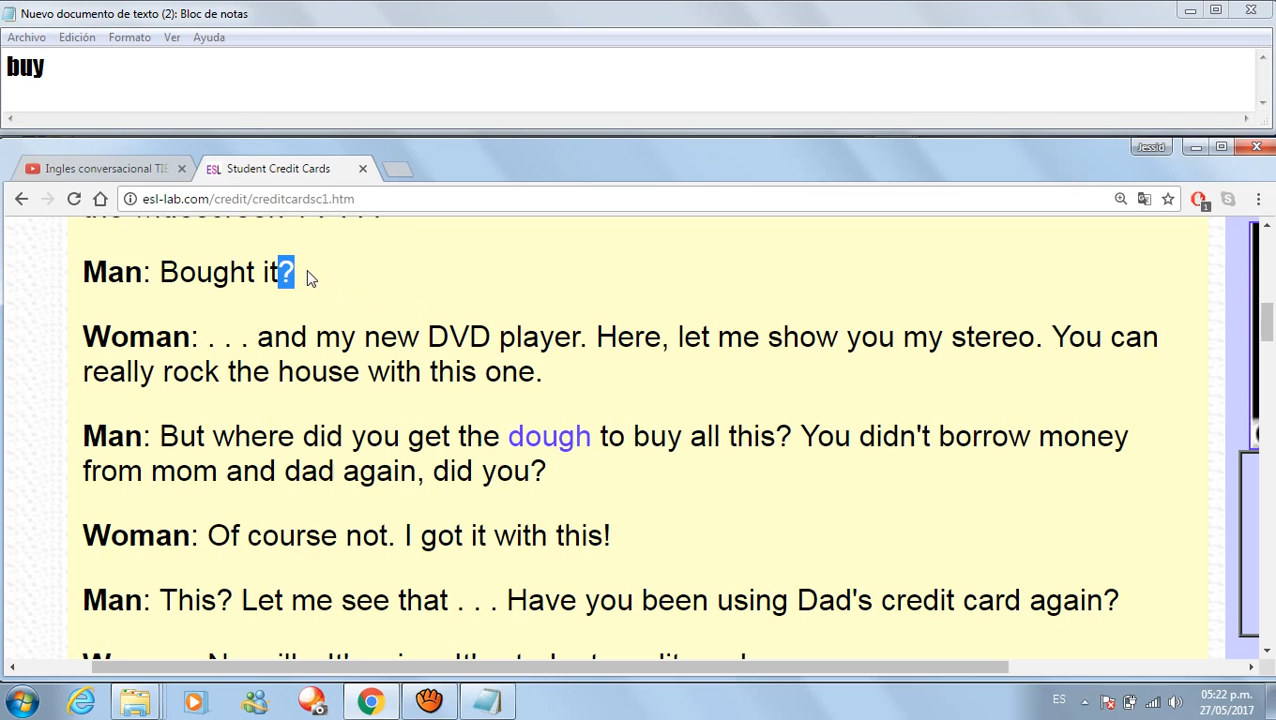 Nuevo documento de texto (2): Bloc de notas
Archivo Edición Formato Ver Ayuda
buy
Jessid
Ingles conversacional TIE
ESL Student Credit Cards
esl-lab.com/credit/creditcardsc1.htm
1
Man: Bought it?
Woman: . . . and my new DVD player. Here, let me show you my stereo. You can
really rock the house with this one.
Man: But where did you get the dough to buy all this? You didn't borrow money
from mom and dad again, did you?
Woman: Of course not. I got it with this!
Man: This? Let me see that . . . Have you been using Dad's credit card again?
ES
05:22 p.m.
27/05/2017